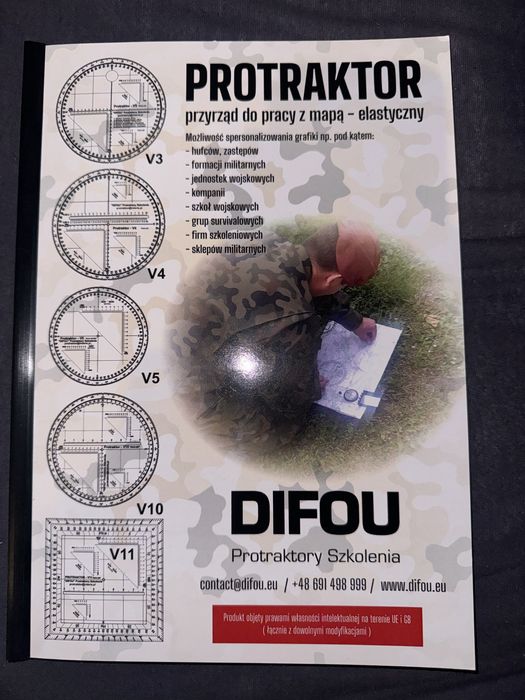 PROTRAKTOR
przyrząd do pracy z mapą - elastyczny
Możliwość spersonalizowania grafiki np. pod kątem:
- hufców, zastępów
- formacji militarnych
- jednostek wojskowych
- kompanii
- szkół wojskowych
- grup survivalowych
- firm szkoleniowych
- sklepów militarnych
V3
V4
V5
V10
V11
DIFOU
Protraktory Szkolenia
contact@difou.eu / +48 691 498 999 / www.difou.eu
Produkt objęty prawami własności intelektualnej na terenie UE i GB
( łącznie z dowolnymi modyfikacjami )